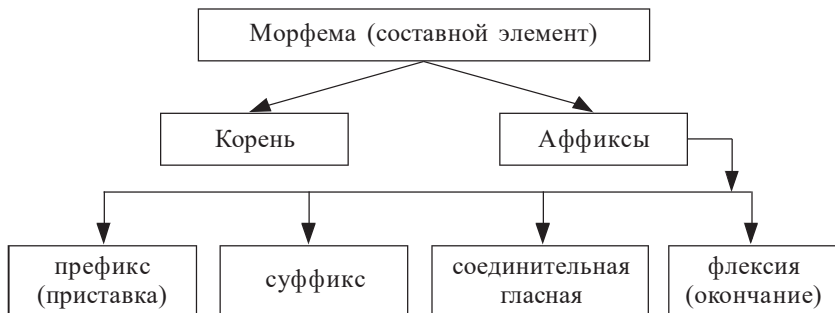 Морфема (составной элемент)
Корень
Аффиксы
префикс
(приставка)
суффикс
соединительная
гласная
флексия
(окончание)